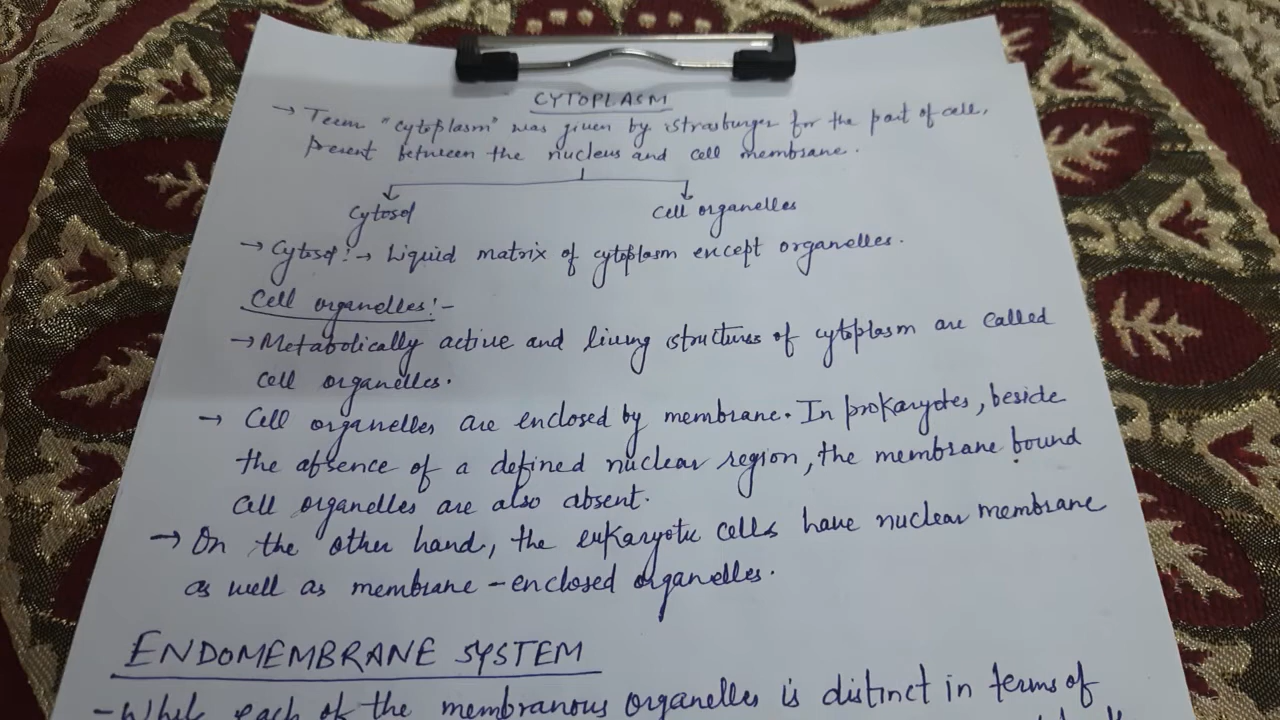 CYTOPLASM
→ Term "cytoplasm" was given by strasburger for the part of cell,
present between the nucleus and cell membrane.
Cytosol Cell organelles
→ Cytosol:→ Liquid matrix of cytoplasm except organelles.
Cell organelles:-
→ Metabolically active and living structures of cytoplasm are called
cell organelles.
→ Cell organelles are enclosed by membrane. In prokaryotes, beside
the absence of a defined nuclear region, the membrane bound
cell organelles are also absent.
→ On the other hand, the eukaryotic cells have nuclear membrane
as well as membrane-enclosed organelles.
ENDOMEMBRANE SYSTEM
- While each of the membranous organelles is distinct in terms of